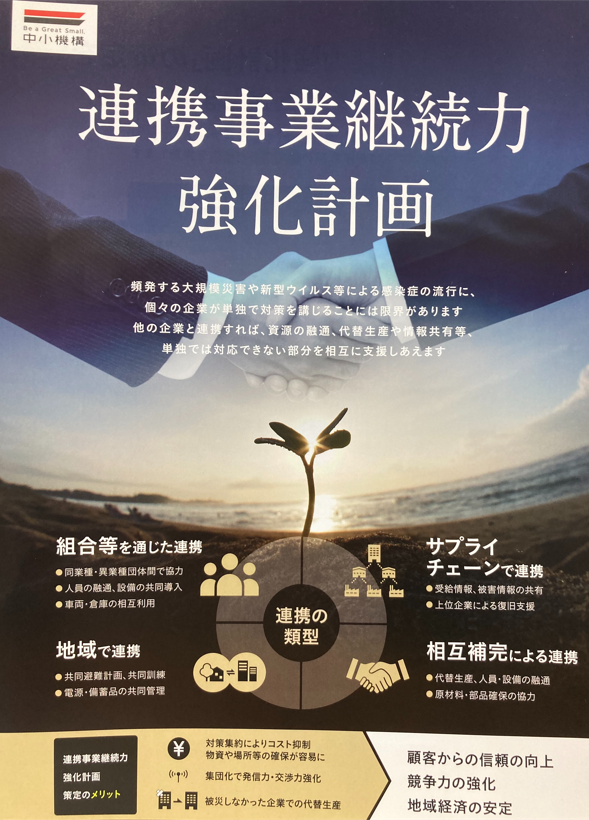 Be a Great Small.
中小機構
連携事業継続力
強化計画
頻発する大規模災害や新型ウイルス等による感染症の流行に、
個々の企業が単独で対策を講じることには限界があります
他の企業と連携すれば、資源の融通、代替生産や情報共有等、
単独では対応できない部分を相互に支援しあえます
組合等を通じた連携
●同業種・異業種団体間で協力
●人員の融通、設備の共同導入
●車両・倉庫の相互利用
サプライ
チェーンで連携
●受給情報、被害情報の共有
●上位企業による復旧支援
連携の
類型
地域で連携
●共同避難計画、共同訓練
●電源・備蓄品の共同管理
相互補完による連携
●代替生産、人員・設備の融通
●原材料・部品確保の協力
連携事業継続力
強化計画
策定のメリット
¥
対策集約によりコスト抑制
物資や場所等の確保が容易に
集団化で発信力・交渉力強化
被災しなかった企業での代替生産
顧客からの信頼の向上
競争力の強化
地域経済の安定